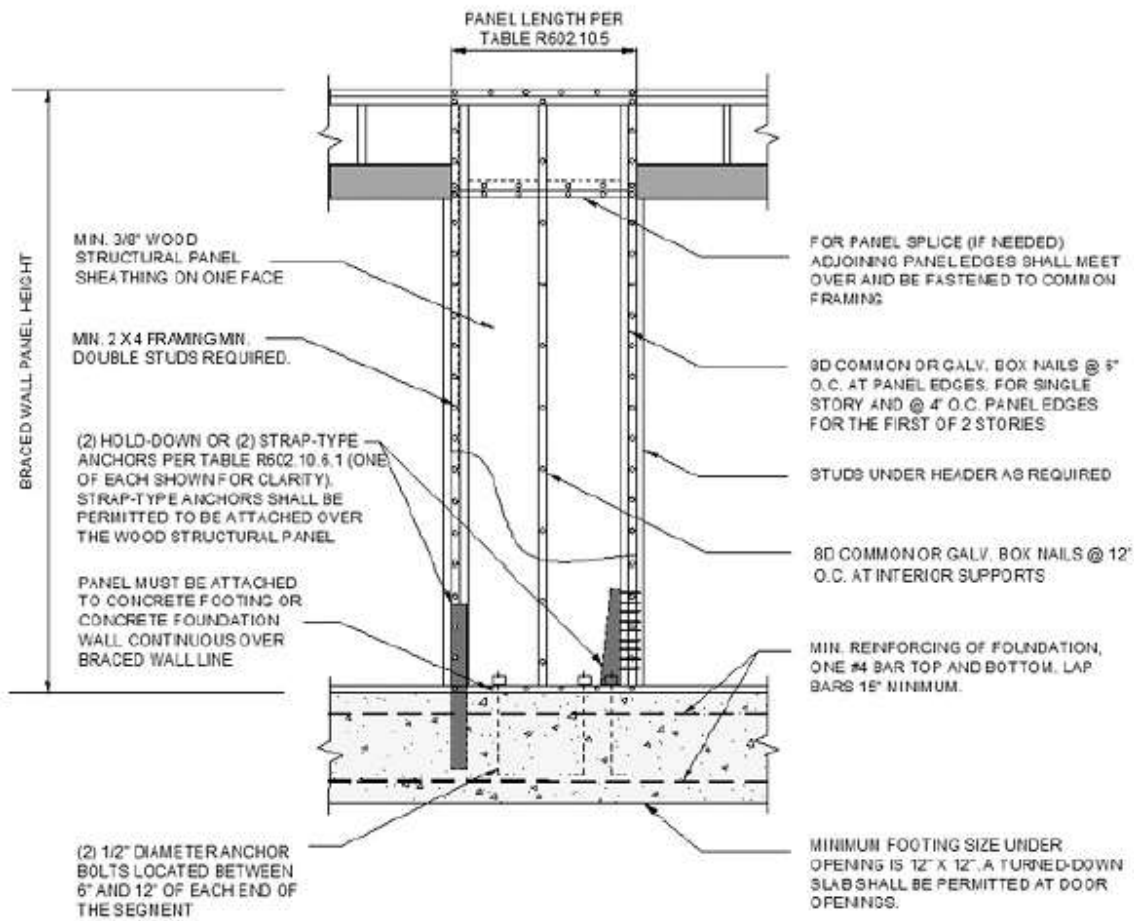 PANEL LENGTH PER
TABLE R602.10.5
BRACED WALL PANEL HEIGHT
MIN. 3/8" WOOD
STRUCTURAL PANEL
SHEATHING ON ONE FACE
MIN. 2 X 4 FRAMING MIN.
DOUBLE STUDS REQUIRED.
(2) HOLD-DOWN OR (2) STRAP-TYPE
ANCHORS PER TABLE R602.10.6.1 (ONE
OF EACH SHOWN FOR CLARITY).
STRAP-TYPE ANCHORS SHALL BE
PERMITTED TO BE ATTACHED OVER
THE WOOD STRUCTURAL PANEL
PANEL MUST BE ATTACHED
TO CONCRETE FOOTING OR
CONCRETE FOUNDATION
WALL CONTINUOUS OVER
BRACED WALL LINE
(2) 1/2" DIAMETER ANCHOR
BOLTS LOCATED BETWEEN
6" AND 12" OF EACH END OF
THE SEGMENT
FOR PANEL SPLICE (IF NEEDED)
ADJOINING PANEL EDGES SHALL MEET
OVER AND BE FASTENED TO COMMON
FRAMING
8D COMMON OR GALV. BOX NAILS @ 6"
O.C. AT PANEL EDGES. FOR SINGLE
STORY AND @ 4" O.C. PANEL EDGES
FOR THE FIRST OF 2 STORIES
STUDS UNDER HEADER AS REQUIRED
8D COMMON OR GALV. BOX NAILS @ 12"
O.C. AT INTERIOR SUPPORTS
MIN. REINFORCING OF FOUNDATION,
ONE #4 BAR TOP AND BOTTOM. LAP
BARS 15" MINIMUM.
MINIMUM FOOTING SIZE UNDER
OPENING IS 12" X 12". A TURNED-DOWN
SLAB SHALL BE PERMITTED AT DOOR
OPENINGS.